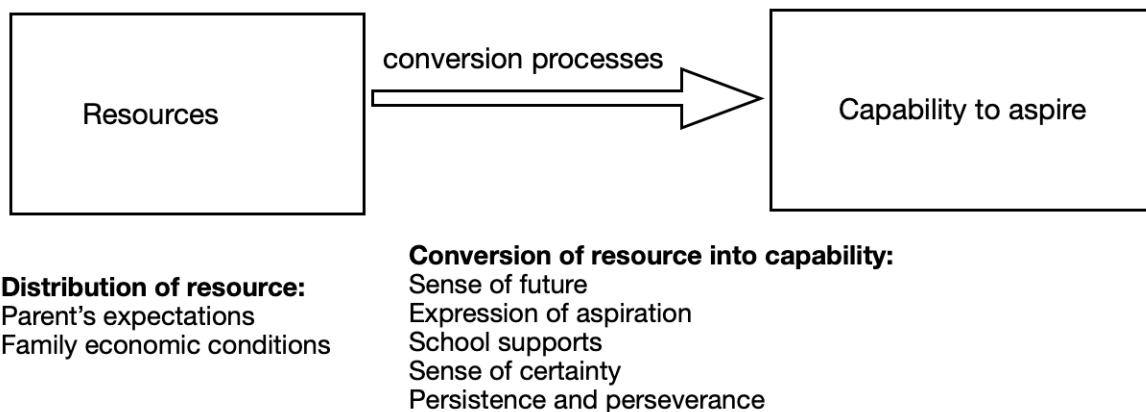 Resources
conversion processes
Capability to aspire
Distribution of resource:
Parent's expectations
Family economic conditions
Conversion of resource into capability:
Sense of future
Expression of aspiration
School supports
Sense of certainty
Persistence and perseverance